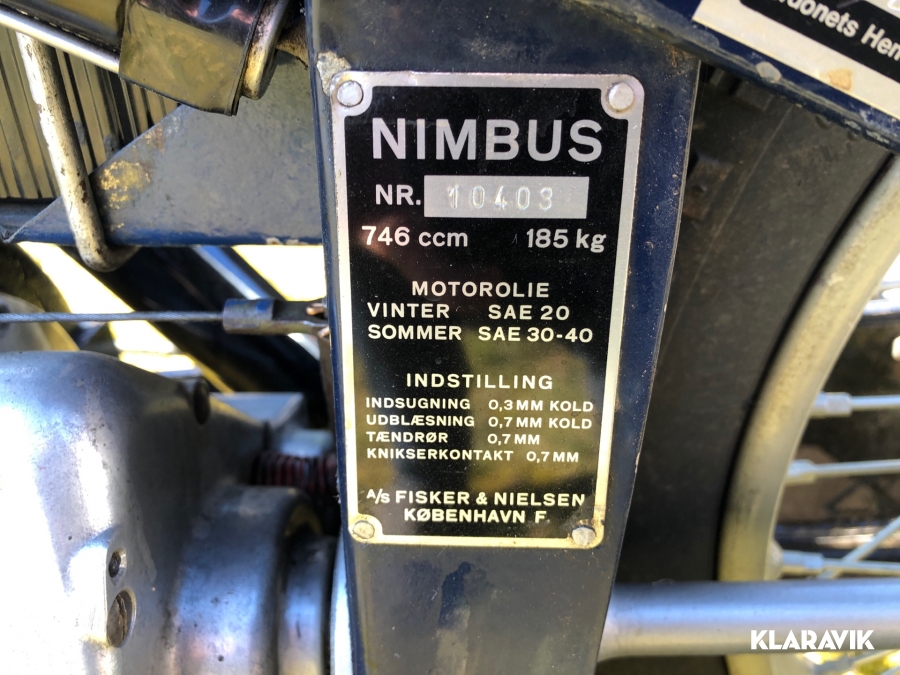 donets Hem
NIMBUS
NR. 10403
746 ccm 185 kg
MOTOROLIE
VINTER SAE 20
SOMMER SAE 30-40
INDSTILLING
INDSUGNING 0,3 MM KOLD
UDBLÆSNING 0,7 MM KOLD
TÆNDRØR 0,7 MM
KNIKSERKONTAKT 0,7 MM
A/S FISKER & NIELSEN
KØBENHAVN F.
KLARAVIK